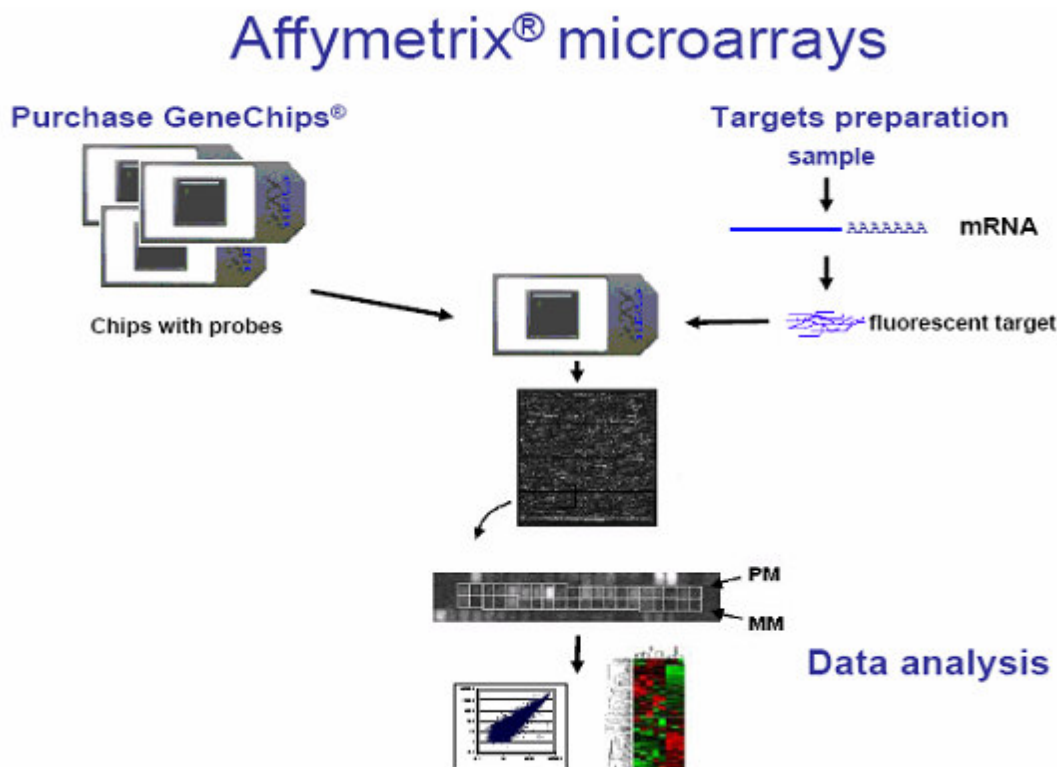 Affymetrix® microarrays
Purchase GeneChips®
Targets preparation
sample
AAAAAAA mRNA
Chips with probes
fluorescent target
PM
MM
Data analysis